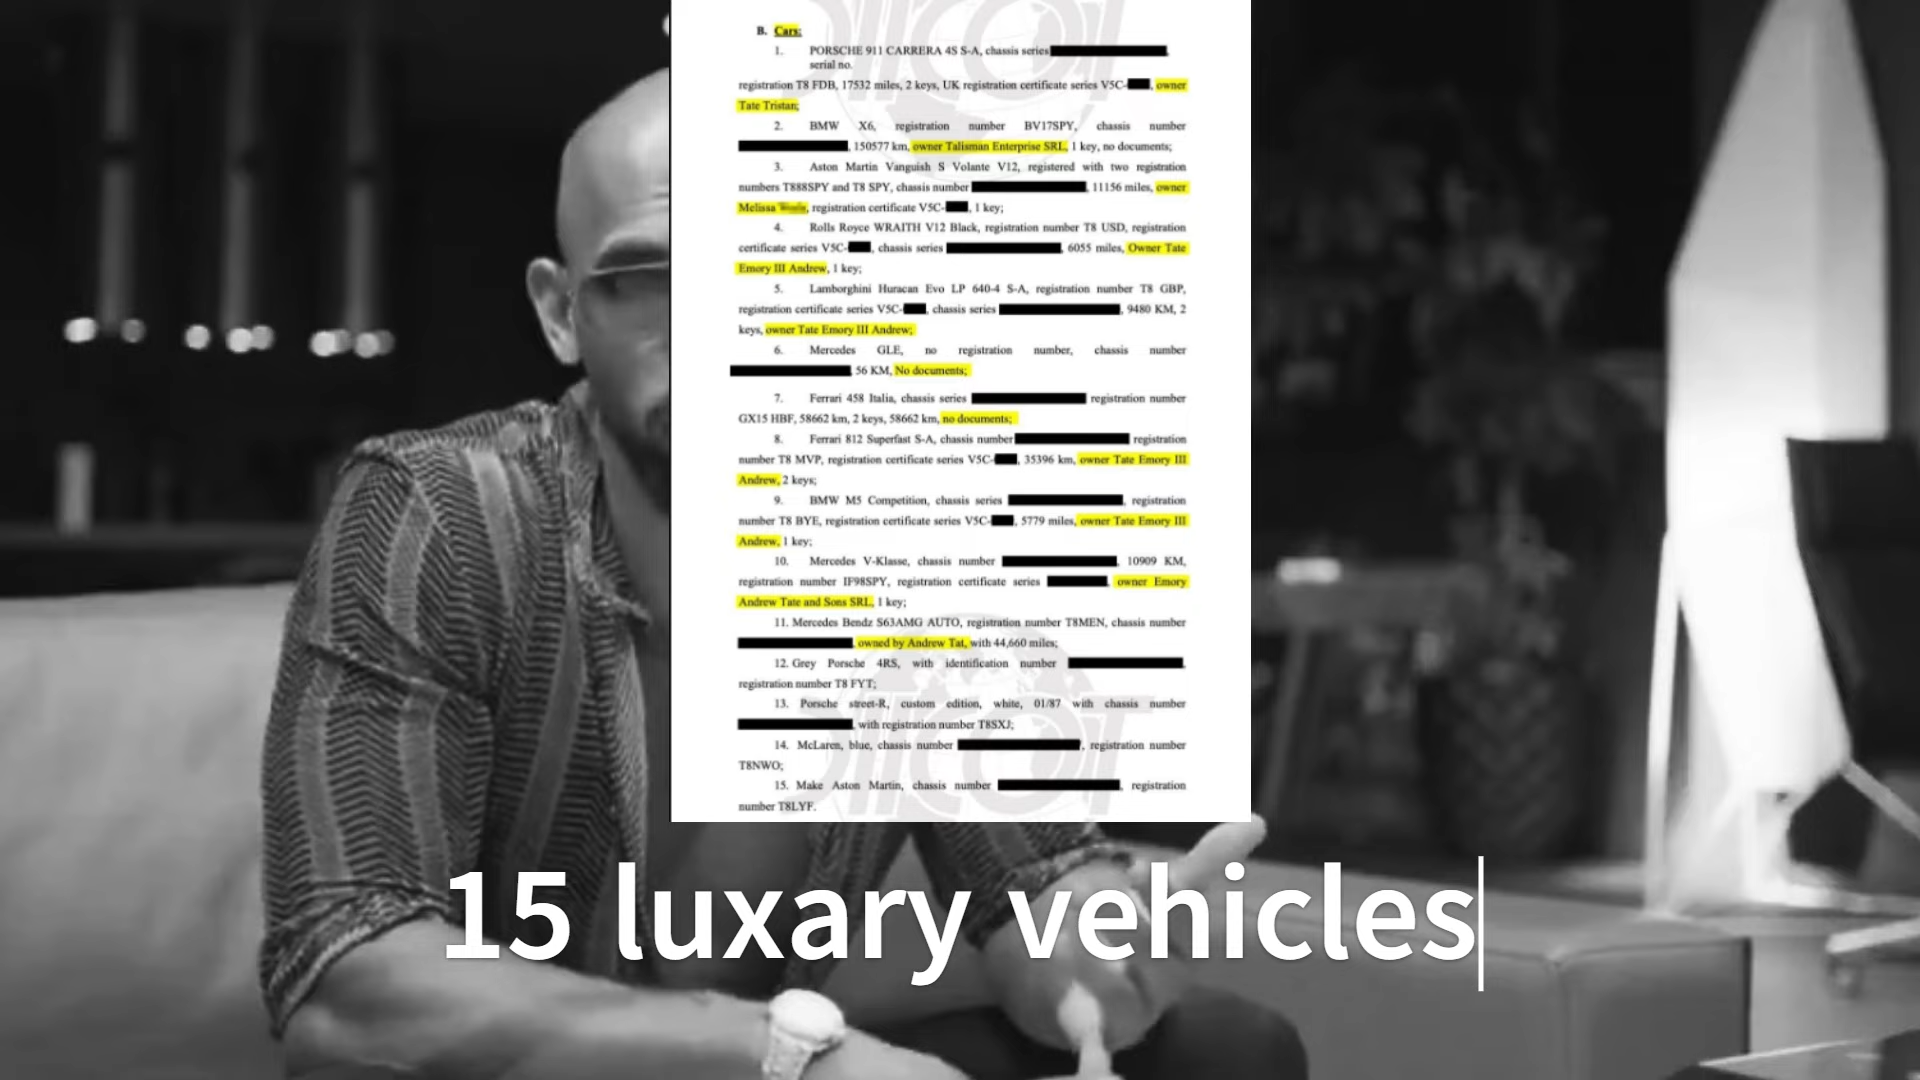 B. Cars:
1. PORSCHE 911 CARRERA 4S S-A, chassis series
serial no.
registration T8 FDB, 17532 miles, 2 keys, UK registration certificate series V5C-, owner
Tate Tristan;
2. BMW X6, registration number BV17SPY, chassis number
, 150577 km, owner Talisman Enterprise SRL, 1 key, no documents;
3. Aston Martin Vanguish S Volante V12, registered with two registration
numbers T888SPY and T8 SPY, chassis number , 11156 miles, owner
Melissa , registration certificate V5C-, 1 key;
4. Rolls Royce WRAITH V12 Black, registration number T8 USD, registration
certificate series V5C-, chassis series , 6055 miles, Owner Tate
Emory III Andrew, 1 key;
5. Lamborghini Huracan Evo LP 640-4 S-A, registration number T8 GBP,
registration certificate series V5C-, chassis series , 9480 KM, 2
keys, owner Tate Emory III Andrew;
6. Mercedes GLE, no registration number, chassis number
, 56 KM, No documents;
7. Ferrari 458 Italia, chassis series registration number
GX15 HBF, 58662 km, 2 keys, 58662 km, no documents;
8. Ferrari 812 Superfast S-A, chassis number registration
number T8 MVP, registration certificate series V5C-, 35396 km, owner Tate Emory III
Andrew, 2 keys;
9. BMW M5 Competition, chassis series , registration
number T8 BYE, registration certificate series V5C-, 5779 miles, owner Tate Emory III
Andrew, 1 key;
10. Mercedes V-Klasse, chassis number , 10909 KM,
registration number IF98SPY, registration certificate series , owner Emory
Andrew Tate and Sons SRL, 1 key;
11. Mercedes Bendz S63AMG AUTO, registration number T8MEN, chassis number
, owned by Andrew Tat, with 44,660 miles;
12. Grey Porsche 4RS, with identification number ,
registration number T8 FYT;
13. Porsche street-R, custom edition, white, 01/87 with chassis number
, with registration number T8SXJ;
14. McLaren, blue, chassis number , registration number
T8NWO;
15. Make Aston Martin, chassis number , registration
number T8LYF.
15 luxary vehicles